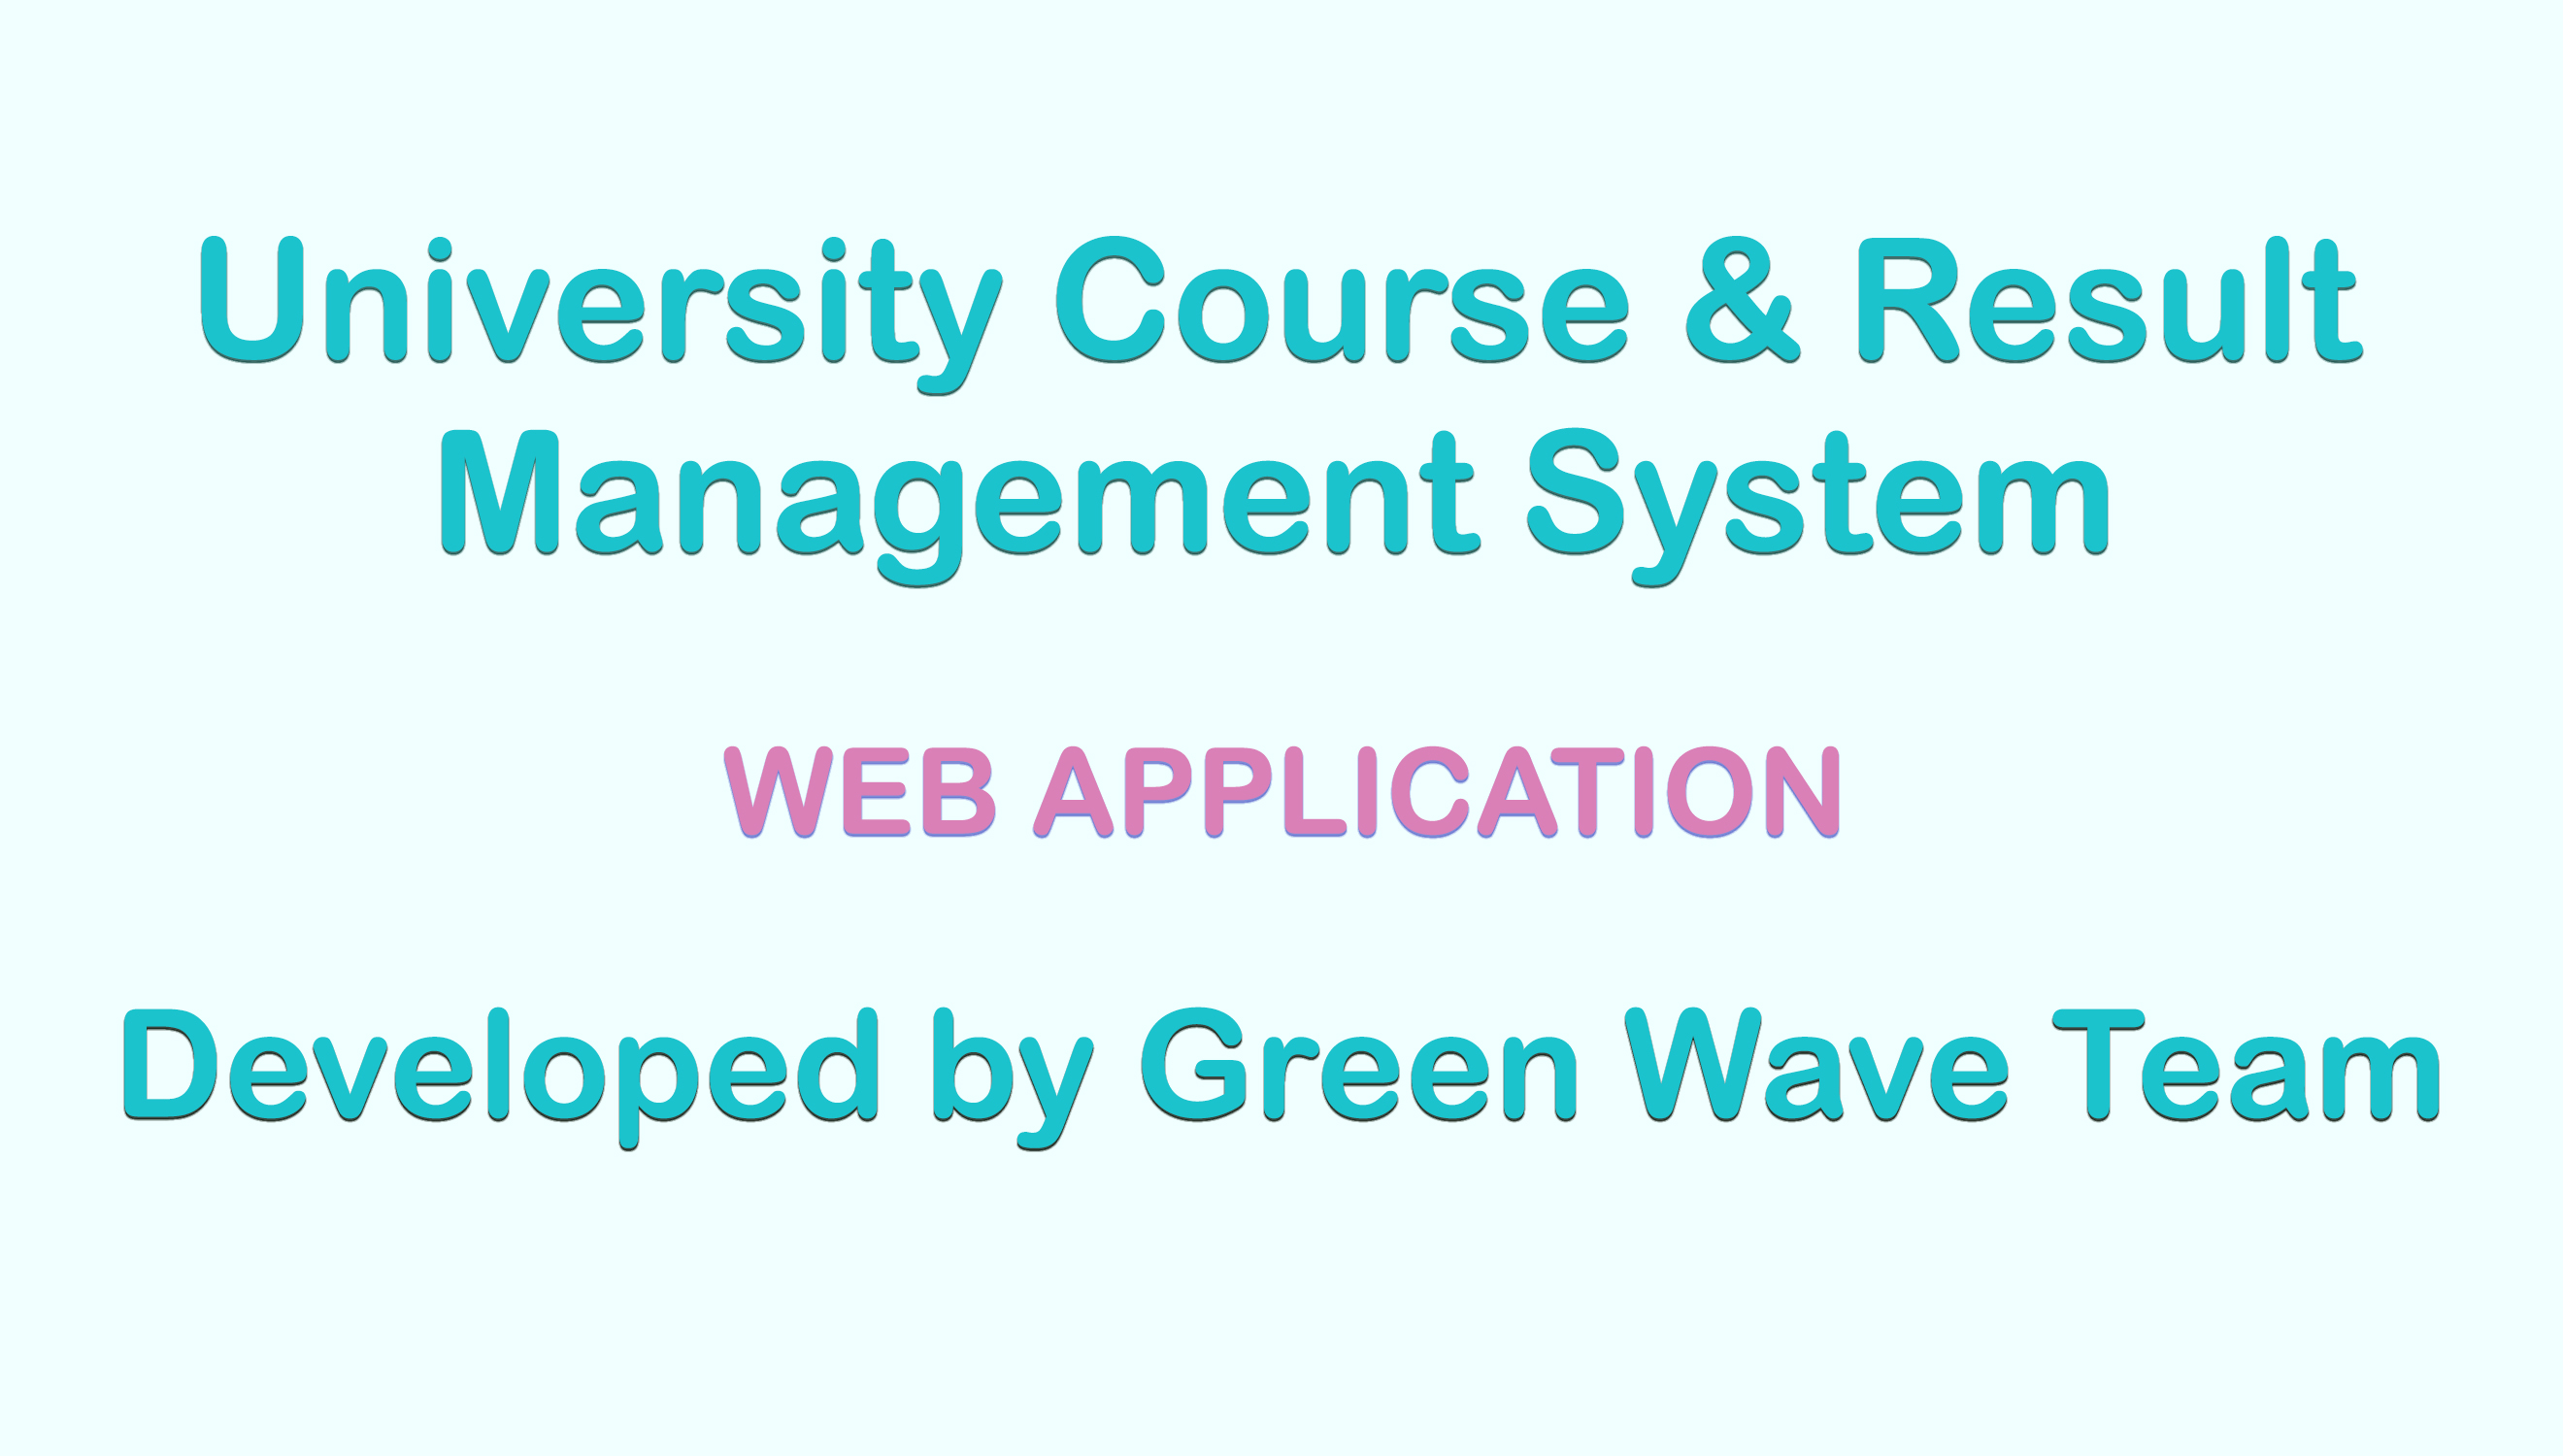 University Course & Result
Management System
WEB APPLICATION
Developed by Green Wave Team